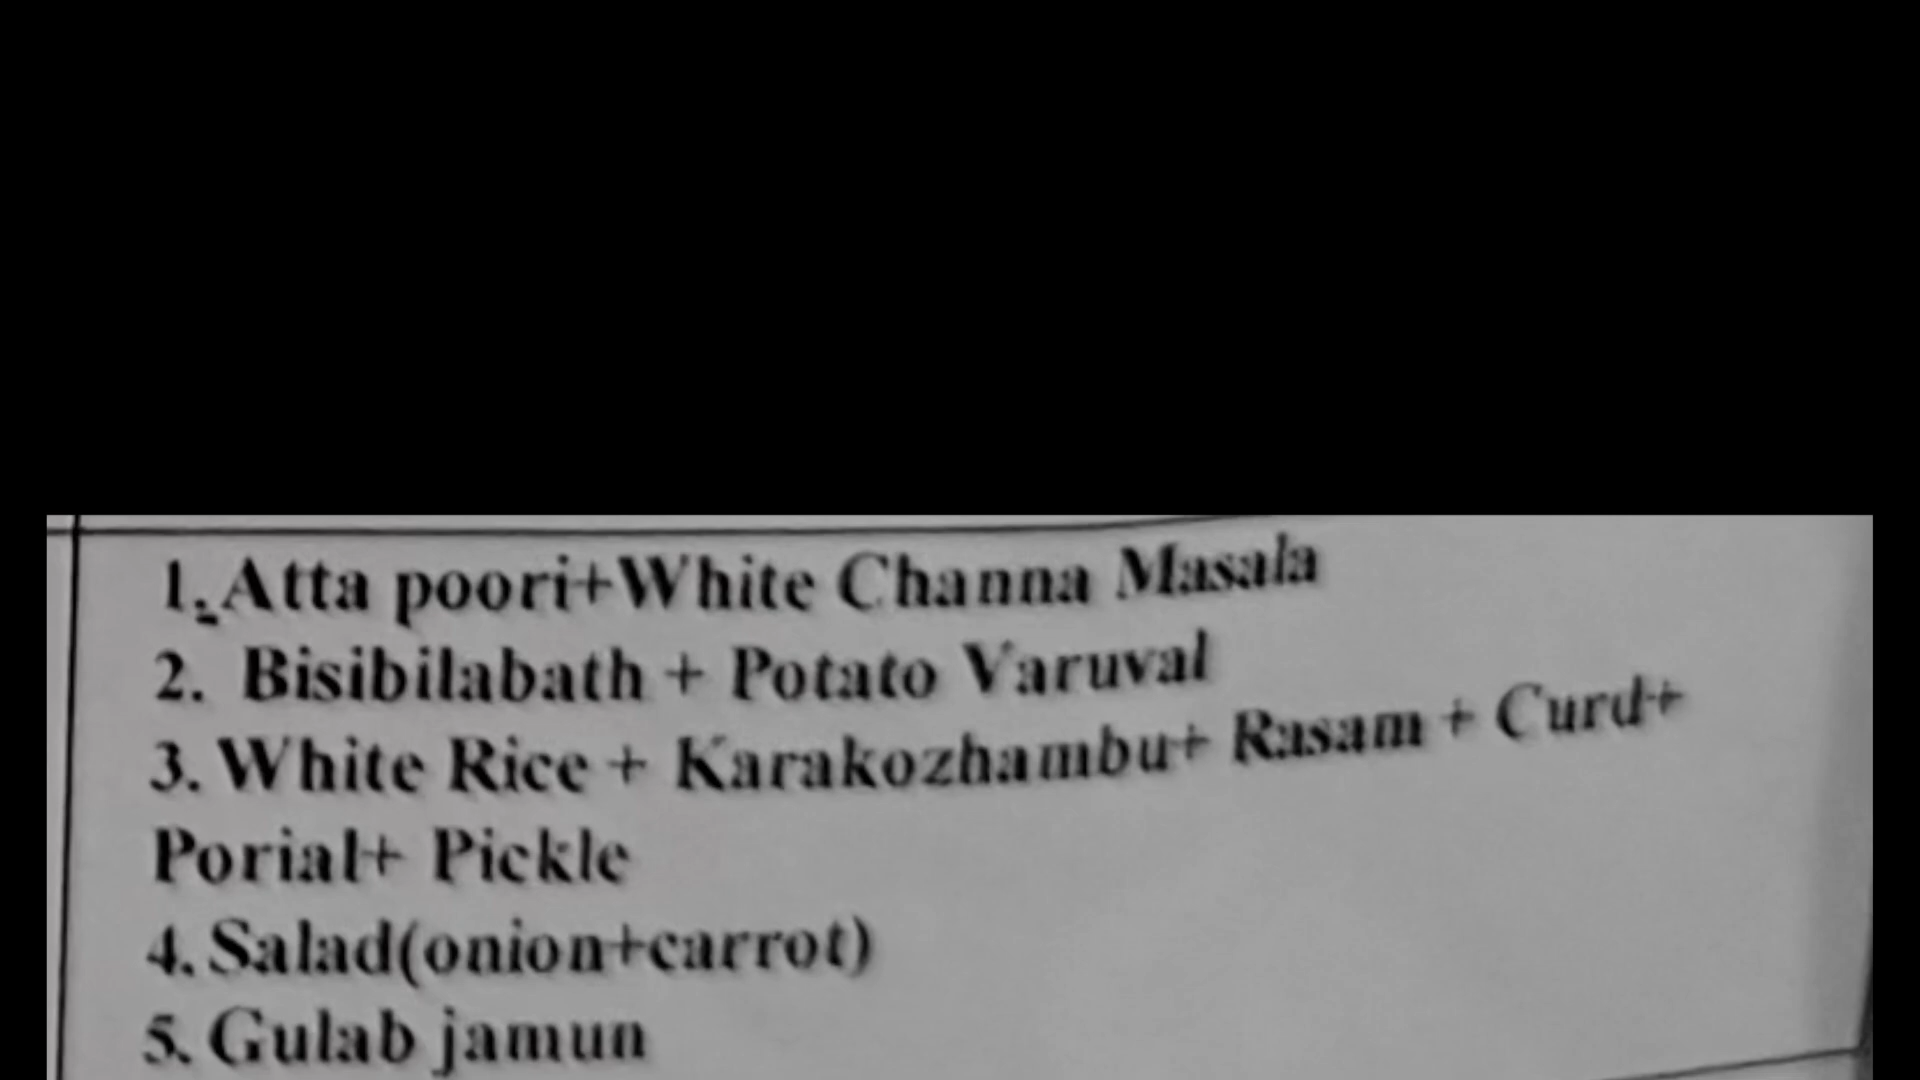 1. Atta poori+White Channa Masala
2. Bisibilabath + Potato Varuval
3. White Rice + Karakozhambu+ Rasam + Curd+
Porial+ Pickle
4. Salad(onion+carrot)
5. Gulab jamun